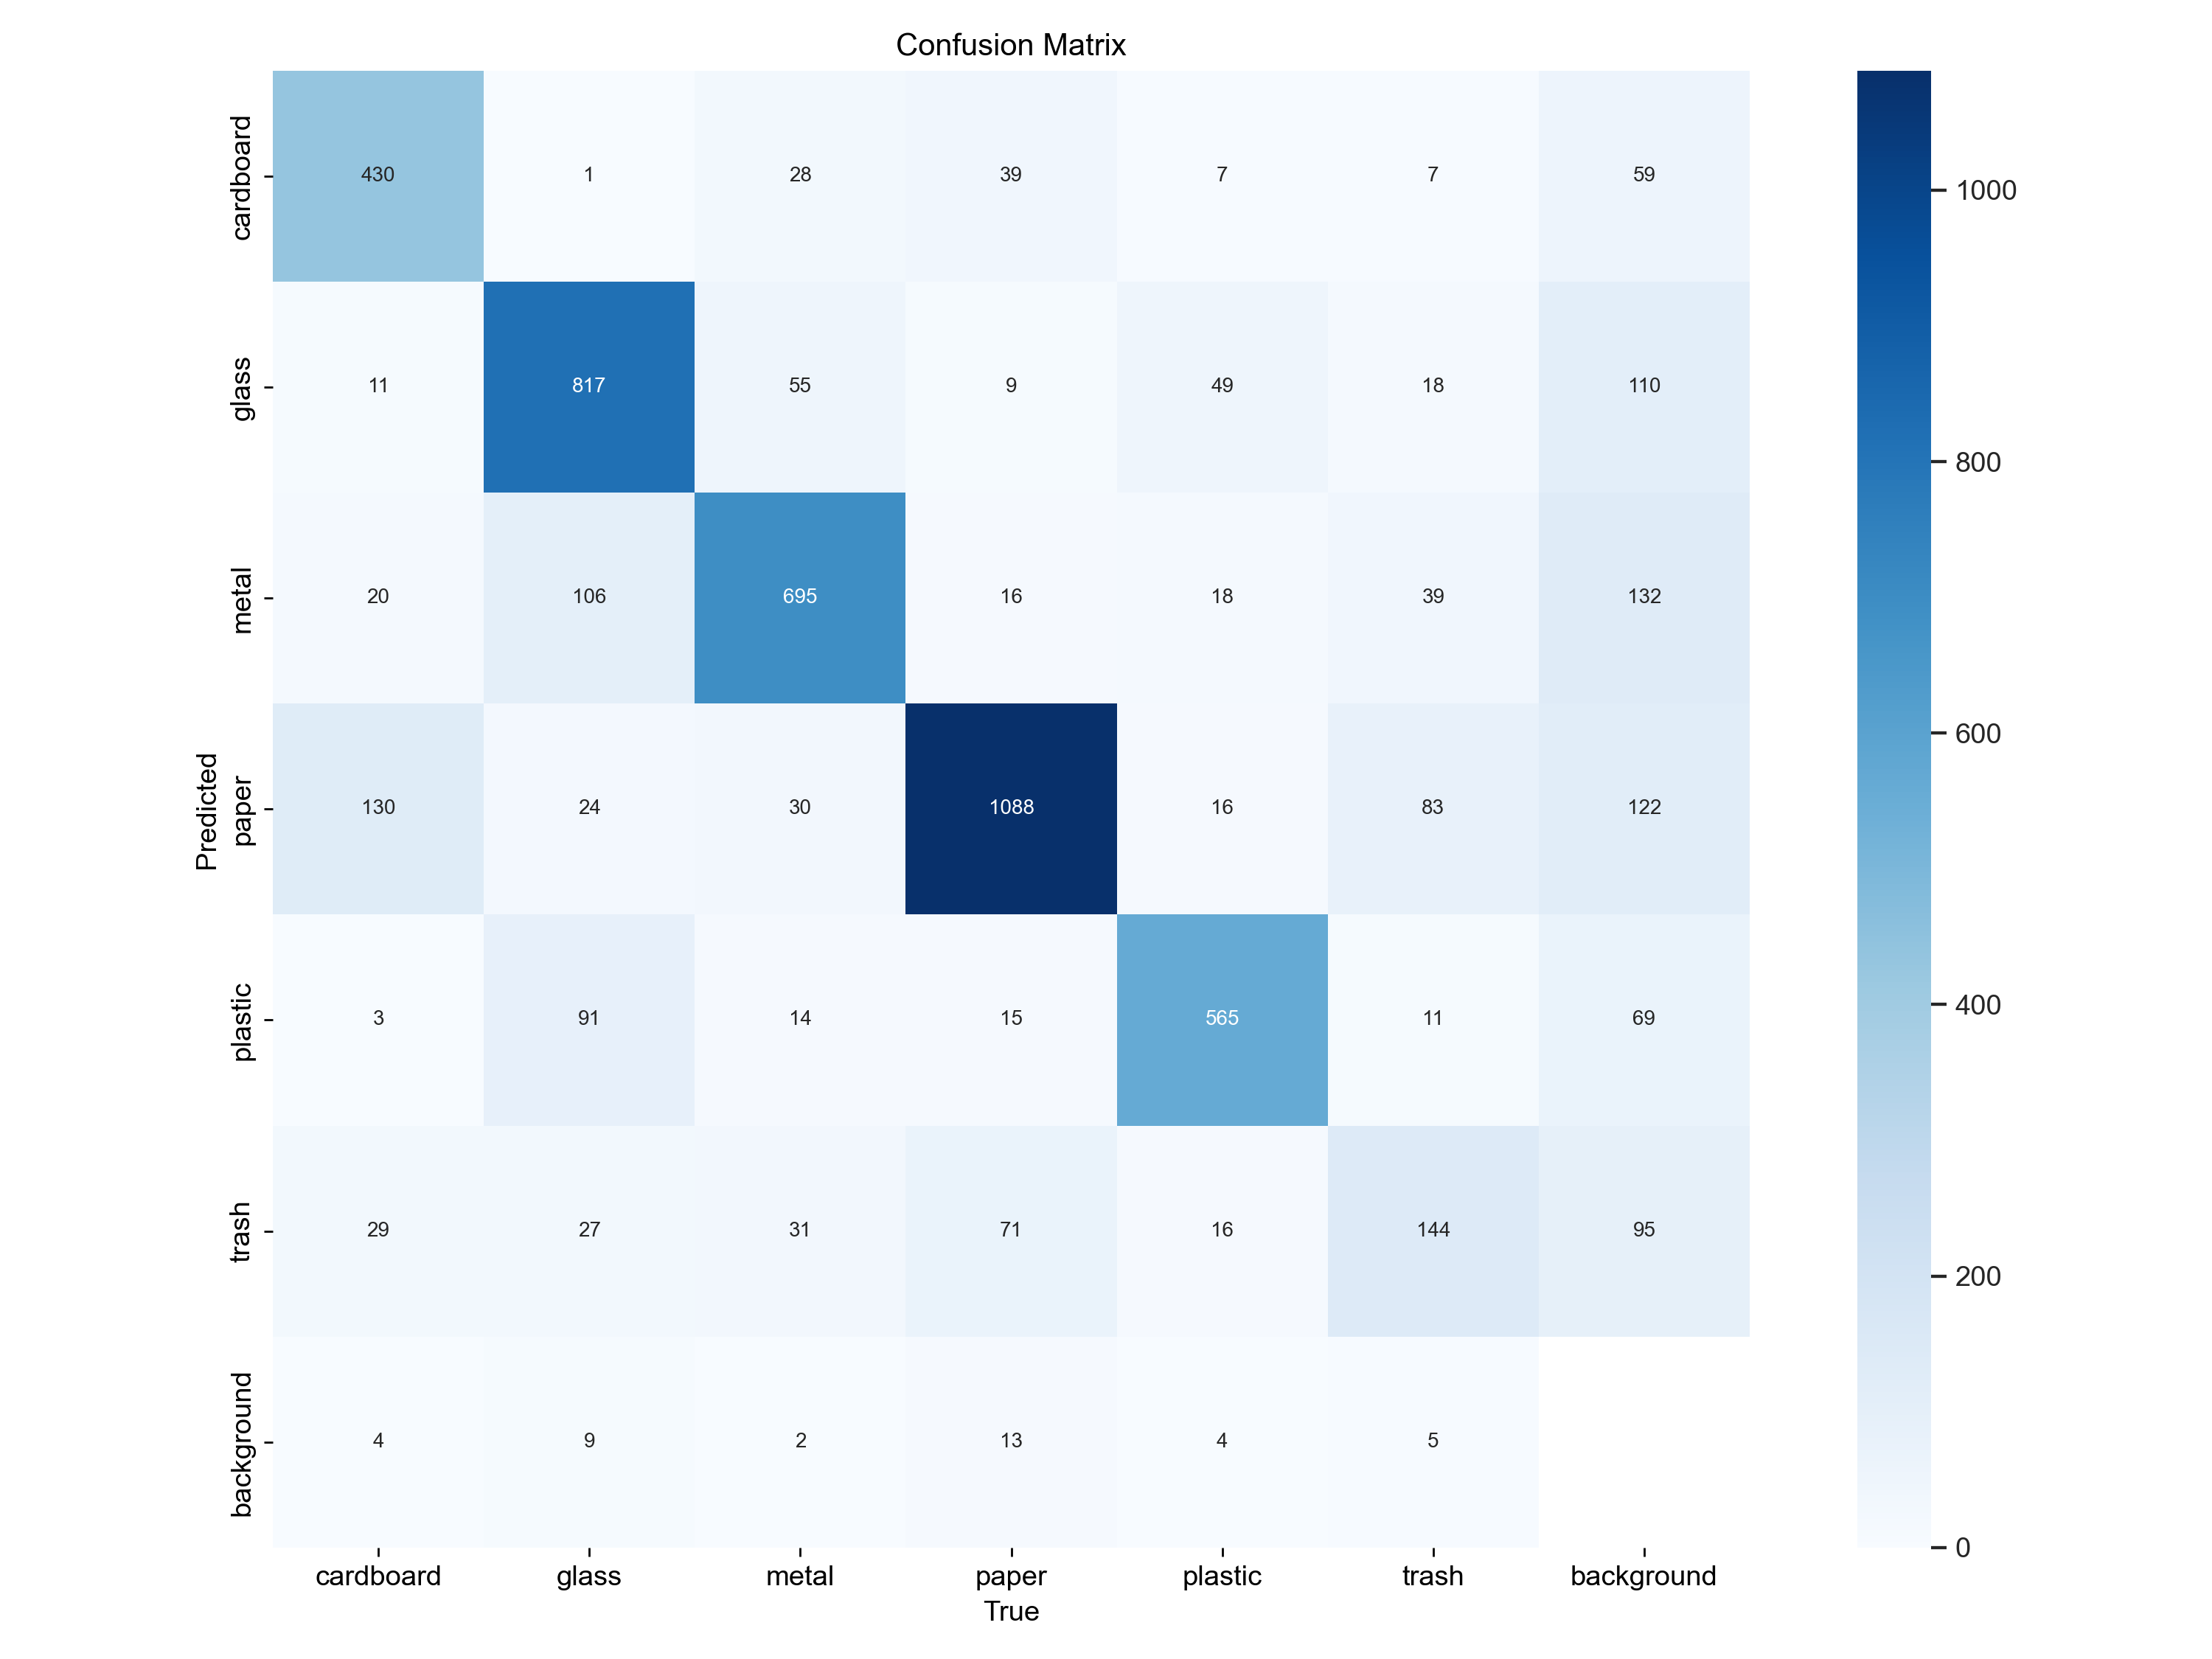 Confusion Matrix
cardboard 430 1 28 39 7 7 59
glass 11 817 55 9 49 18 110
metal 20 106 695 16 18 39 132
Predicted
paper 130 24 30 1088 16 83 122
plastic 3 91 14 15 565 11 69
trash 29 27 31 71 16 144 95
background 4 9 2 13 4 5
cardboard glass metal paper plastic trash background
True
1000
800
600
400
200
0